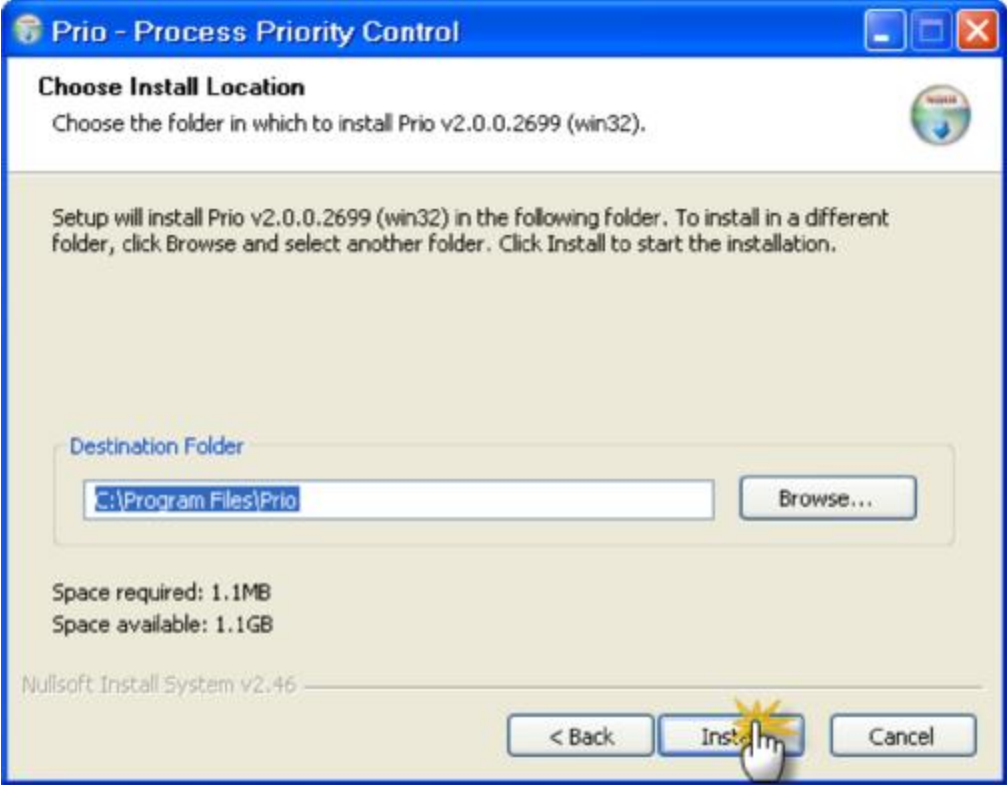 Prio - Process Priority Control
Choose Install Location
Choose the folder in which to install Prio v2.0.0.2699 (win32).
Setup will install Prio v2.0.0.2699 (win32) in the following folder. To install in a different
folder, click Browse and select another folder. Click Install to start the installation.
Destination Folder
C:\Program Files\Prio
Browse...
Space required: 1.1MB
Space available: 1.1GB
Nullsoft Install System v2.46
< Back
Install
Cancel